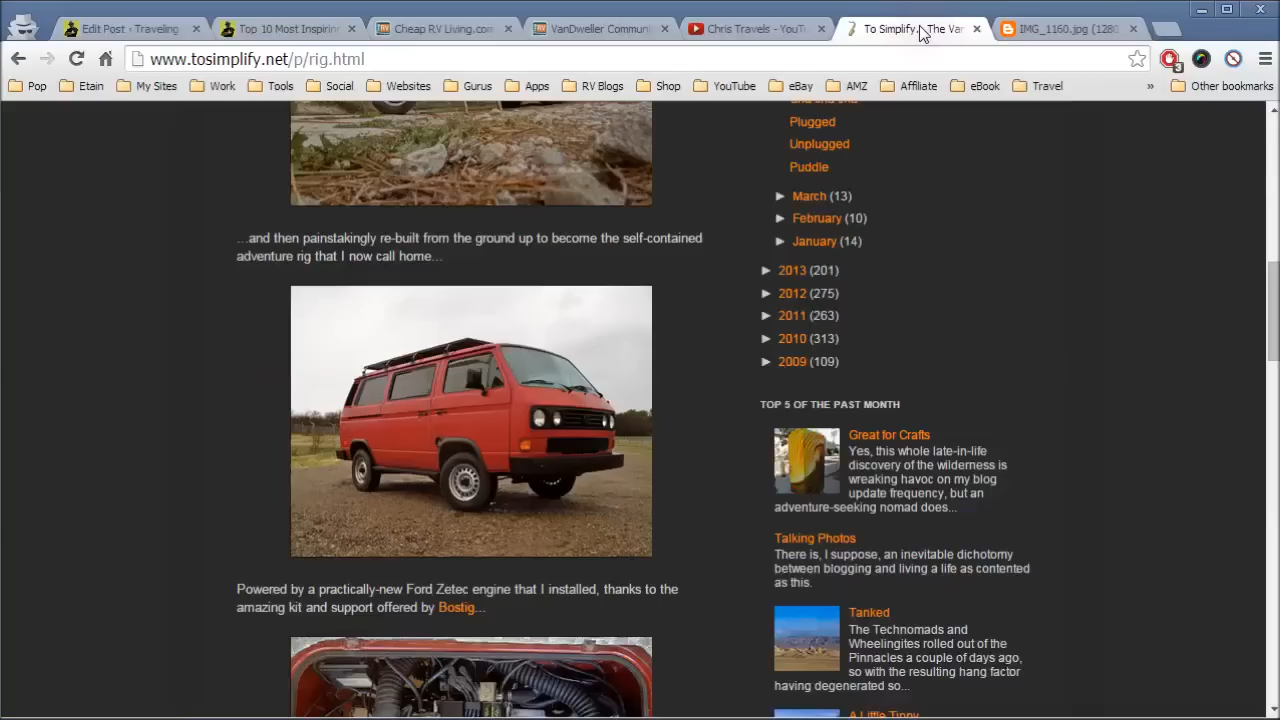 Edit Post ‹ Traveling
Top 10 Most Inspirin
Cheap RV Living.com
VanDweller Communi
Chris Travels - YouTu
To Simplify: The Var
IMG_1160.jpg (1280
www.tosimplify.net/p/rig.html
3
Pop
Etain
My Sites
Work
Tools
Social
Websites
Gurus
Apps
RV Blogs
Shop
YouTube
eBay
AMZ
Affiliate
eBook
Travel
»
Other bookmarks
Plugged
Unplugged
Puddle
► March (13)
► February (10)
► January (14)
► 2013 (201)
► 2012 (275)
► 2011 (263)
► 2010 (313)
► 2009 (109)
...and then painstakingly re-built from the ground up to become the self-contained
adventure rig that I now call home...
Powered by a practically-new Ford Zetec engine that I installed, thanks to the
amazing kit and support offered by Bostig...
TOP 5 OF THE PAST MONTH
Great for Crafts
Yes, this whole late-in-life
discovery of the wilderness is
wreaking havoc on my blog
update frequency, but an
adventure-seeking nomad does...
Talking Photos
There is, I suppose, an inevitable dichotomy
between blogging and living a life as contented
as this.
Tanked
The Technomads and
Wheelingites rolled out of the
Pinnacles a couple of days ago,
so with the resulting hang factor
having degenerated so...
A Little Tippy